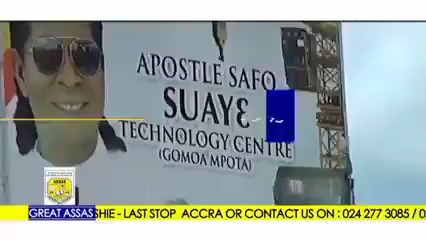 APOSTLE SAFO
SUAYƐ
TECHNOLOGY CENTRE
(GOMOA MPOTA)
ASSAS
GREAT ASSAS SHIE - LAST STOP ACCRA OR CONTACT US ON : 024 277 3085 / 0